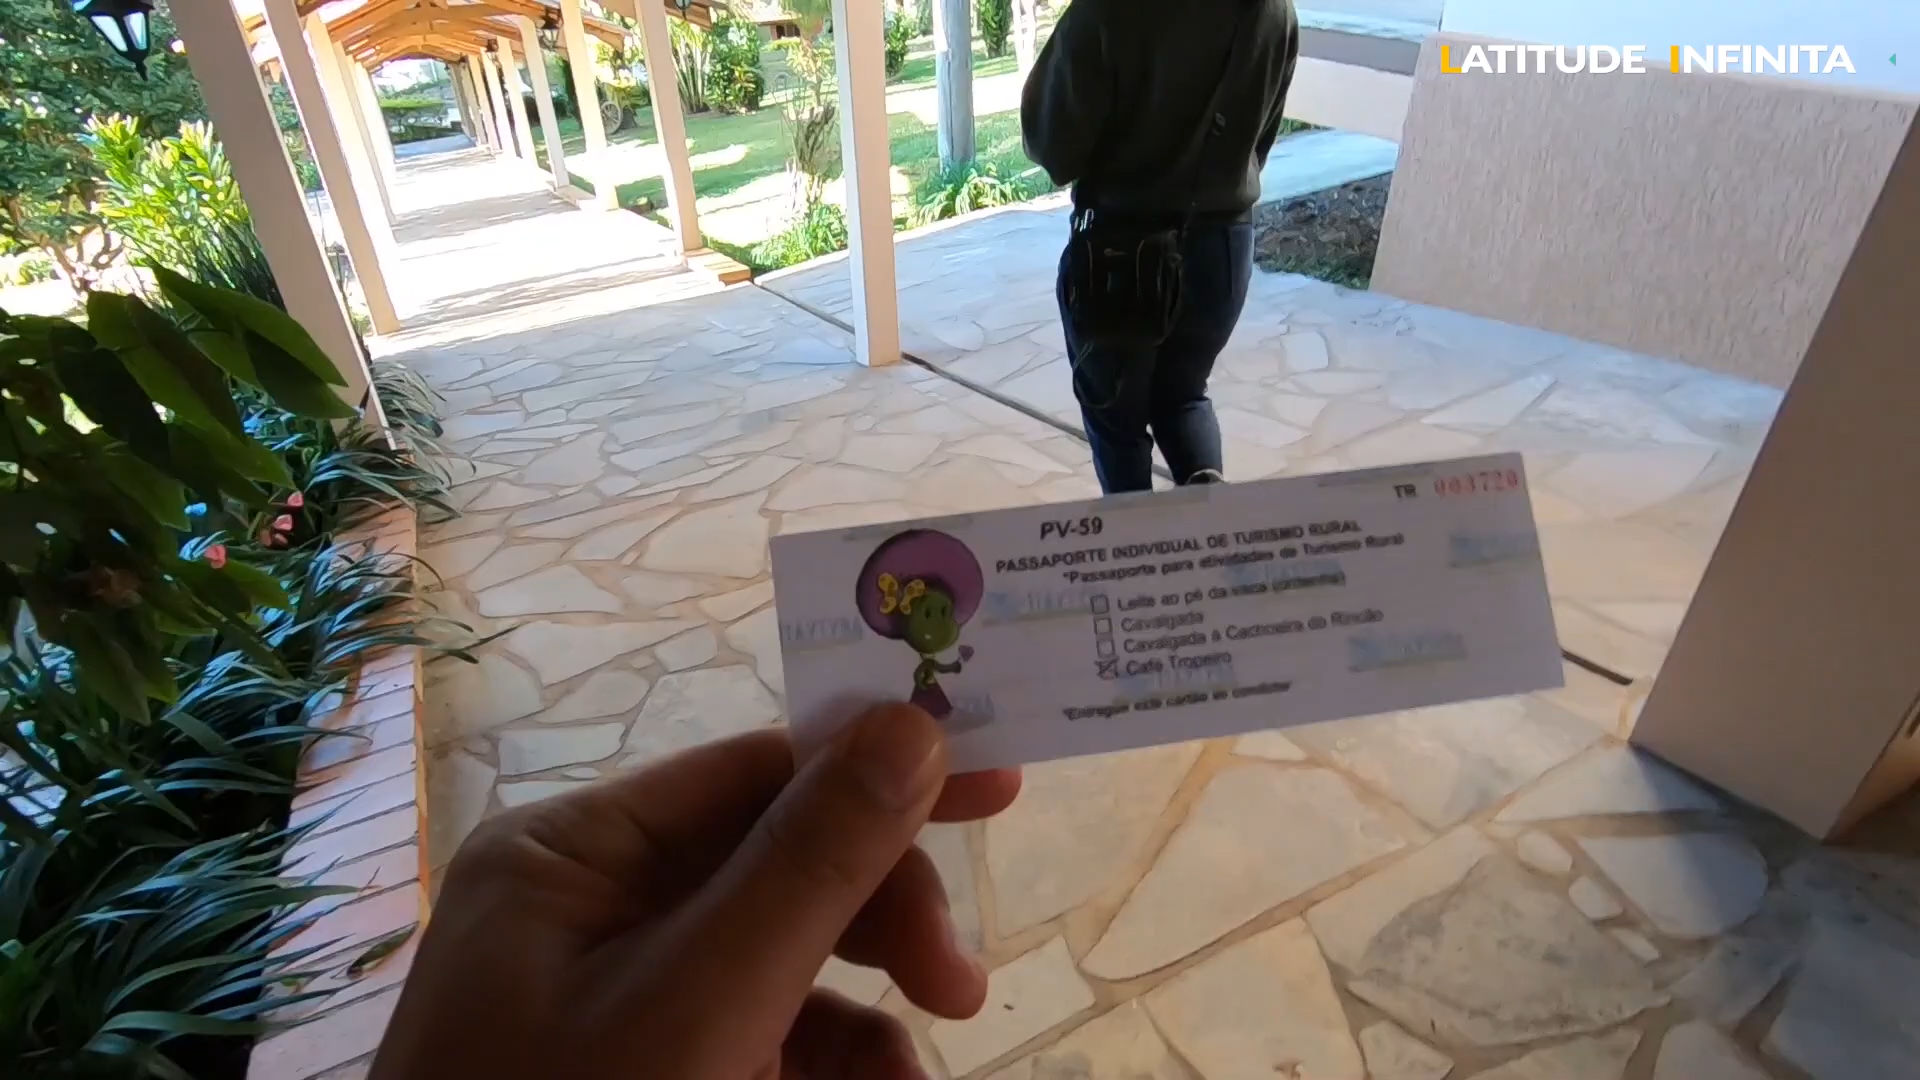 LATITUDE INFINITA
TR 003720
PV-59
PASSAPORTE INDIVIDUAL DE TURISMO RURAL
*Passaporte para atividades de Turismo Rural
Leite ao pé da vaca (ordenha)
Cavalgada
Cavalgada à Cachoeira do Rincão
Café Tropeiro
*Entregue este cartão ao condutor